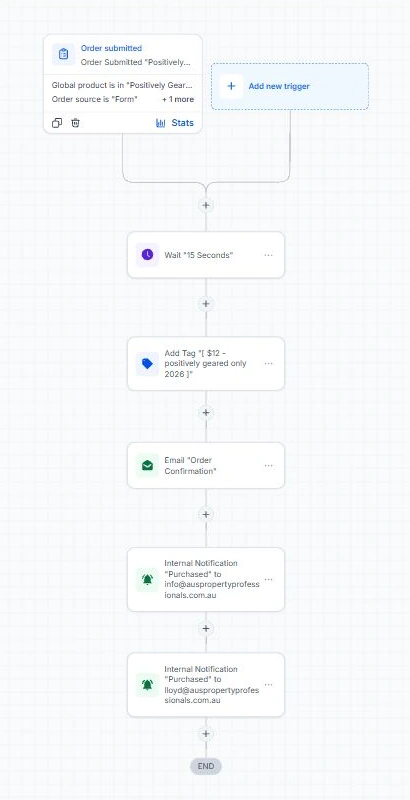 Order submitted
Order Submitted "Positively...
Global product is in "Positively Gear...
Order source is "Form" + 1 more
Stats
Add new trigger
Wait "15 Seconds"
Add Tag "[ $12 -
positively geared only
2026 ]"
Email "Order
Confirmation"
Internal Notification
"Purchased" to
info@auspropertyprofess
ionals.com.au
Internal Notification
"Purchased" to
lloyd@auspropertyprofes
sionals.com.au
END